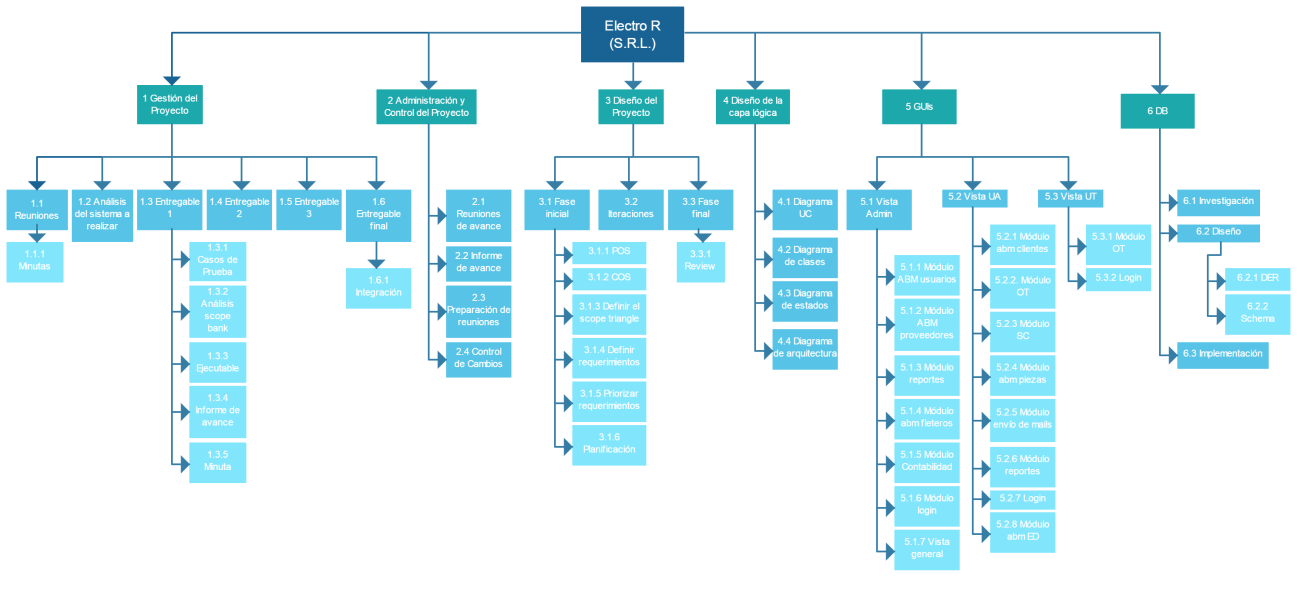 Electro R
(S.R.L.)
1 Gestión del
Proyecto
1.1
Reuniones
1.1.1
Minutas
1.2 Análisis
del sistema a
realizar
1.3 Entregable
1
1.3.1
Casos de
Prueba
1.3.2
Análisis
scope
bank
1.3.3
Ejecutable
1.3.4
Informe de
avance
1.3.5
Minuta
1.4 Entregable
2
1.5 Entregable
3
1.6
Entregable
final
1.6.1
Integración
2 Administración y
Control del Proyecto
2.1
Reuniones
de avance
2.2 Informe
de avance
2.3
Preparación de
reuniones
2.4 Control
de Cambios
3 Diseño del
Proyecto
3.1 Fase
inicial
3.1.1 POS
3.1.2 COS
3.1.3 Definir el
scope triangle
3.1.4 Definir
requerimientos
3.1.5 Priorizar
requerimientos
3.1.6
Planificación
3.2
Iteraciones
3.3 Fase
final
3.3.1
Review
4 Diseño de la
capa lógica
4.1 Diagrama
UC
4.2 Diagrama
de clases
4.3 Diagrama
de estados
4.4 Diagrama
de arquitectura
5 GUIs
5.1 Vista
Admin
5.1.1 Módulo
ABM usuarios
5.1.2 Módulo
ABM
proveedores
5.1.3 Módulo
reportes
5.1.4 Módulo
abm fleteros
5.1.5 Módulo
Contabilidad
5.1.6 Módulo
login
5.1.7 Vista
general
5.2 Vista UA
5.2.1 Módulo
abm clientes
5.2.2. Módulo
OT
5.2.3 Módulo
SC
5.2.4 Módulo
abm piezas
5.2.5 Módulo
envío de mails
5.2.6 Módulo
reportes
5.2.7 Login
5.2.8 Módulo
abm ED
5.3 Vista UT
5.3.1 Módulo
OT
5.3.2 Login
6 DB
6.1 Investigación
6.2 Diseño
6.2.1 DER
6.2.2
Schema
6.3 Implementación